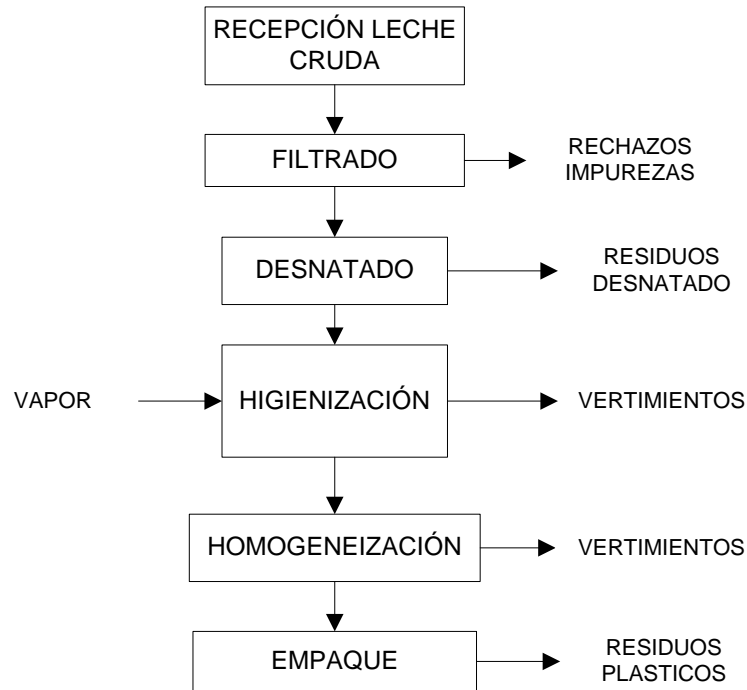 RECEPCIÓN LECHE
CRUDA
FILTRADO
RECHAZOS
IMPUREZAS
DESNATADO
RESIDUOS
DESNATADO
VAPOR
HIGIENIZACIÓN
VERTIMIENTOS
HOMOGENEIZACIÓN
VERTIMIENTOS
EMPAQUE
RESIDUOS
PLASTICOS